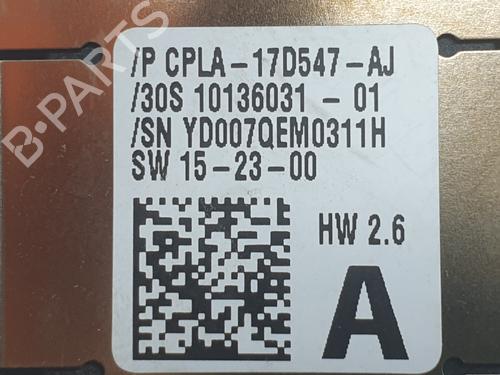 /P CPLA-17D547-AJ
/30S 10136031 - 01
/SN YD007QEM0311H
SW 15-23-00
HW 2.6
A
B-PARTS